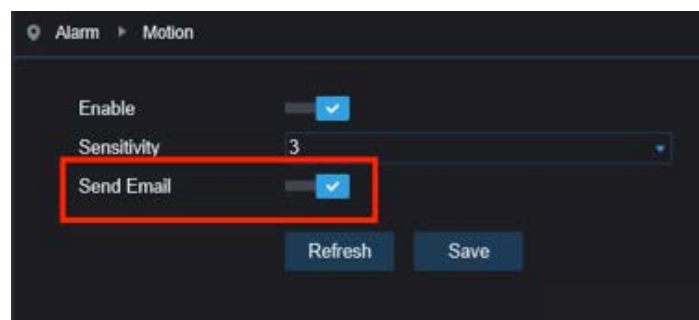 Alarm Motion
Enable
Sensitivity 3
Send Email
Refresh Save